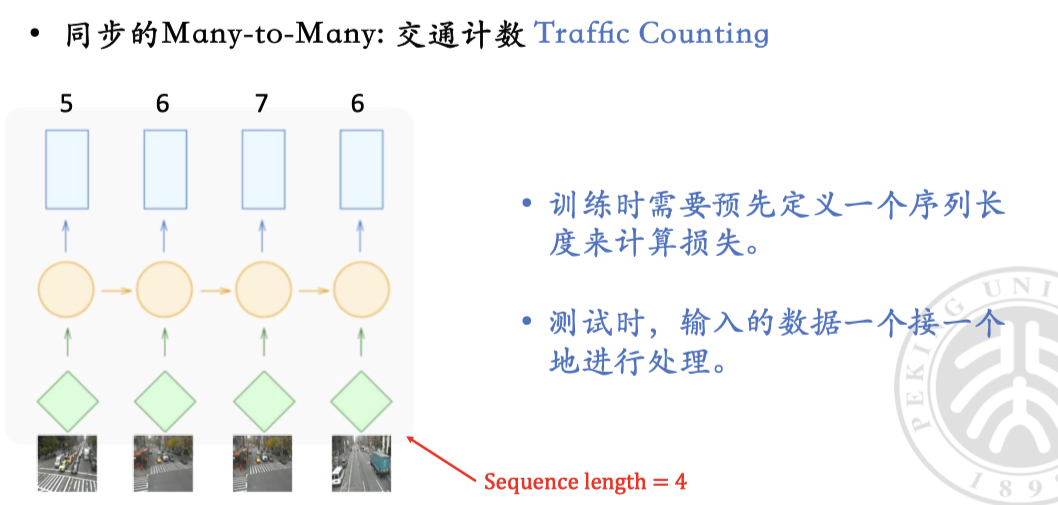 • 同步的Many-to-Many: 交通计数 Traffic Counting
5 6 7 6
• 训练时需要预先定义一个序列长
度来计算损失。
• 测试时，输入的数据一个接一个
地进行处理。
Sequence length = 4
PEKING UNI
189